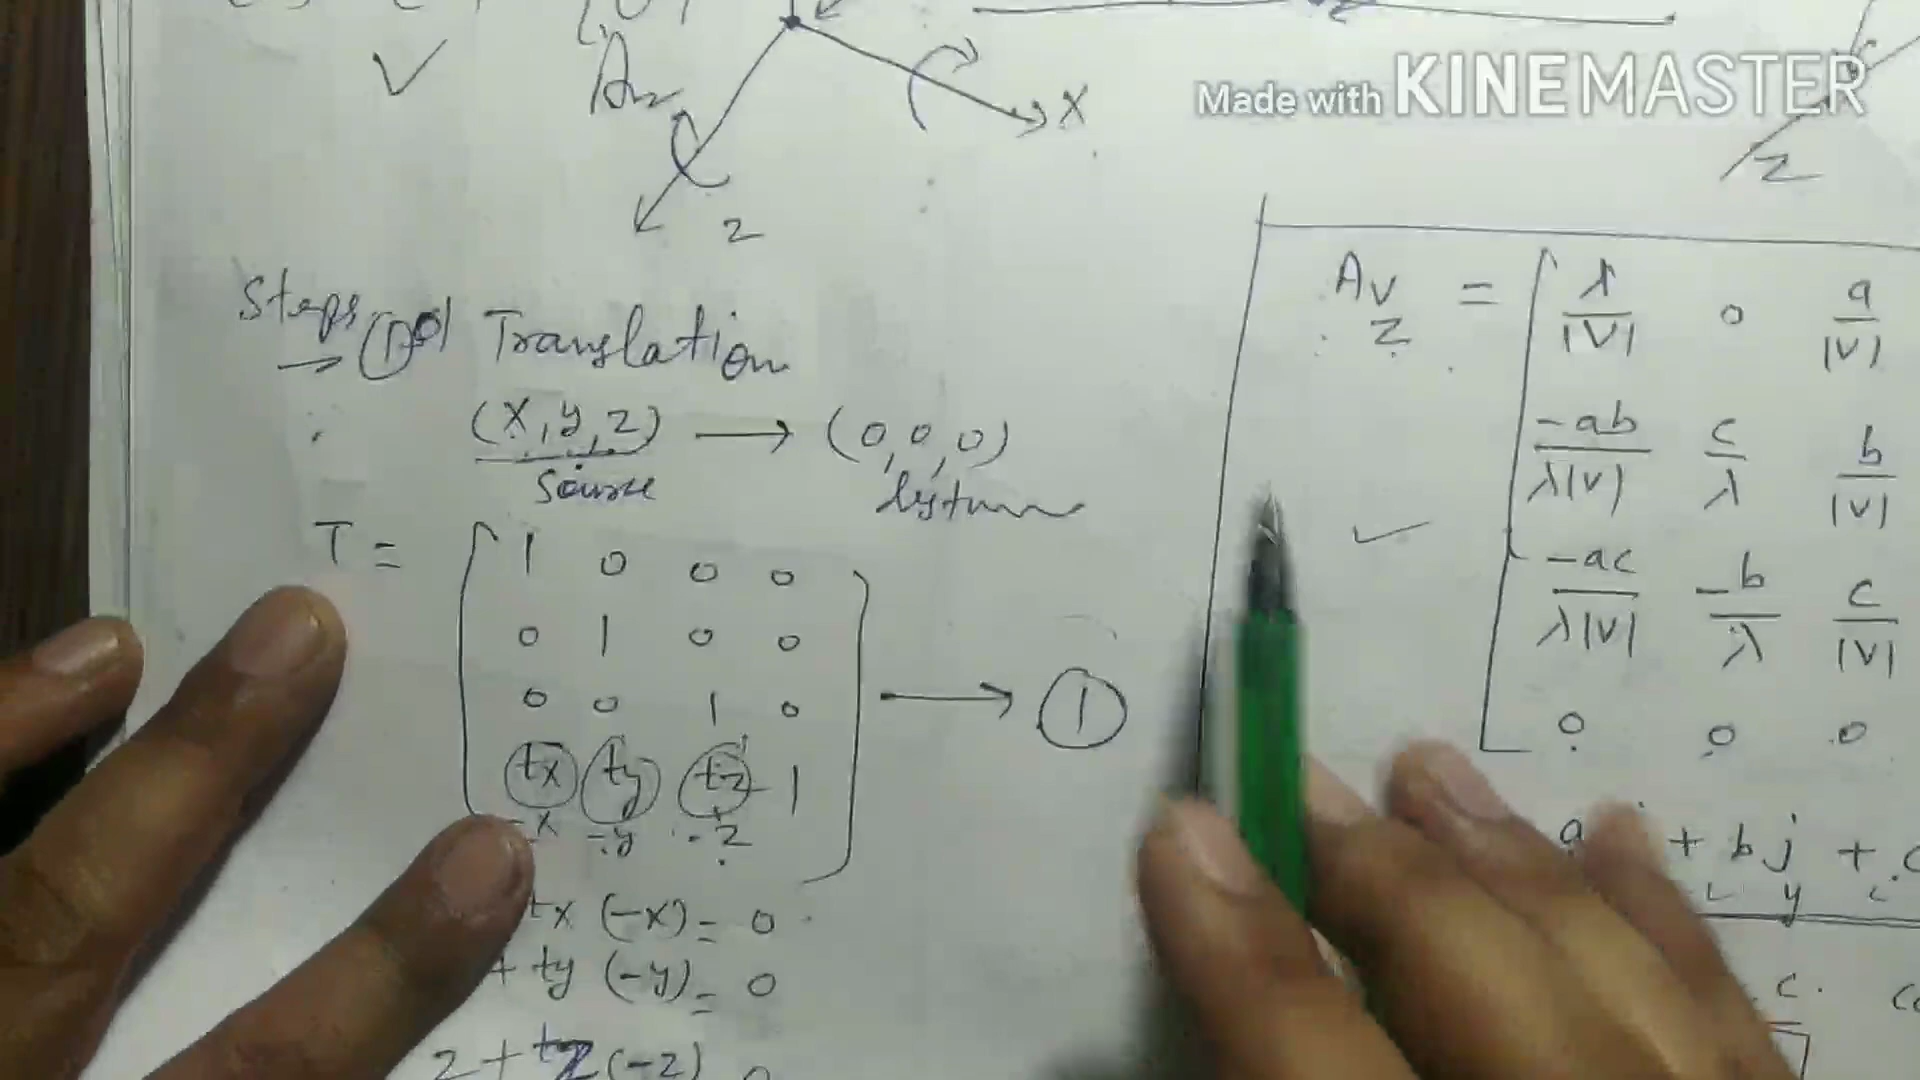 Made with KINEMASTER
X
z
z
Steps
→ ① Translation
(x, y, z) → (0, 0, 0)
Source
T =
1 0 0 0
0 1 0 0
0 0 1 0
tx ty tz 1
-x -y -z
→ ①
tx (-x) = 0
+ ty (-y) = 0
z + tz (-z) 0
Av = λ/|V| 0 a/|V|
z
-ab/λ|V| c/λ b/|V|
-ac/λ|V| -b/λ c/|V|
0 0 0
a + bj + c
y
c.